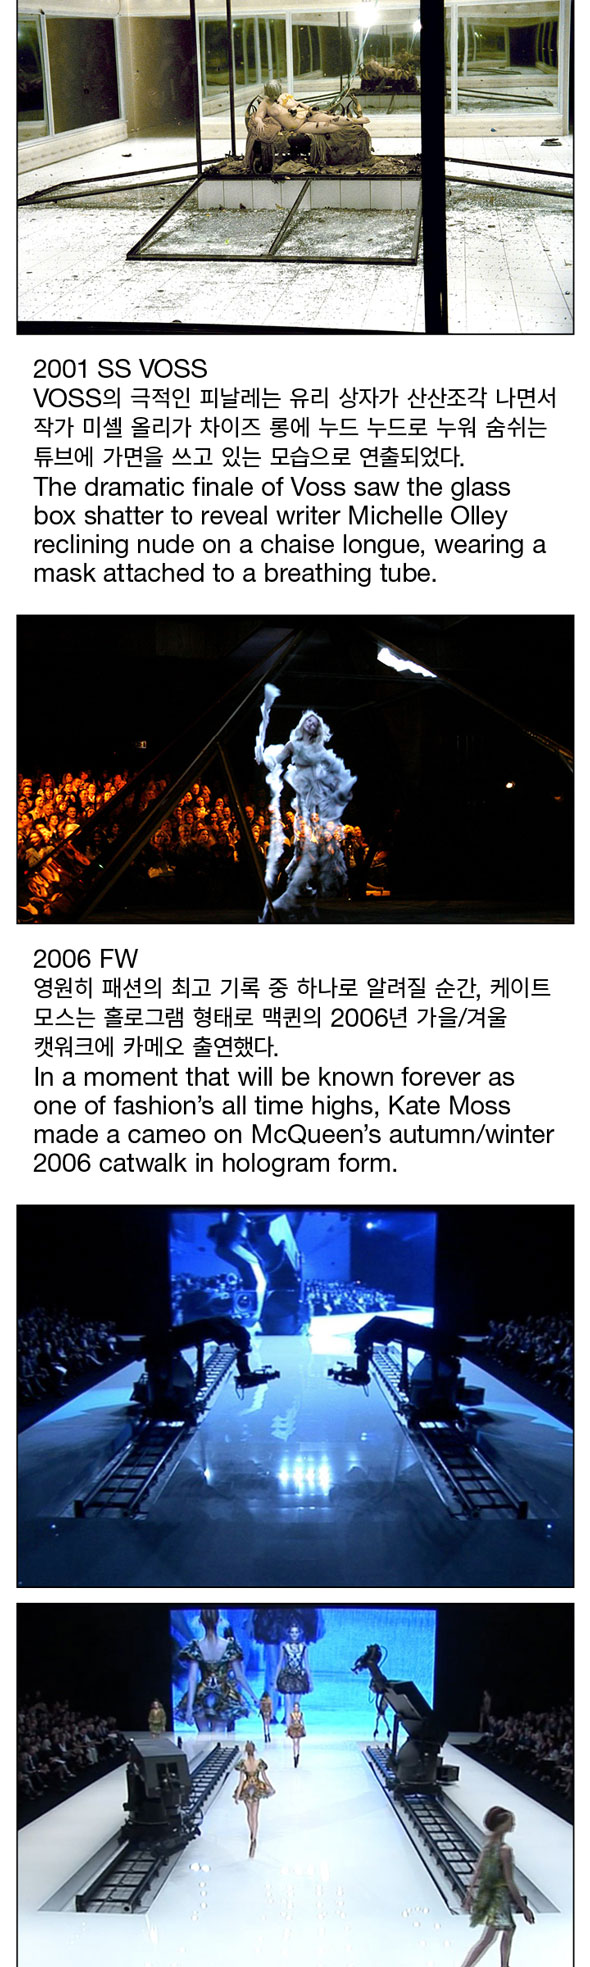 2001 SS VOSS
VOSS의 극적인 피날레는 유리 상자가 산산조각 나면서
작가 미셸 올리가 차이즈 롱에 누드 누드로 누워 숨쉬는
튜브에 가면을 쓰고 있는 모습으로 연출되었다.
The dramatic finale of Voss saw the glass
box shatter to reveal writer Michelle Olley
reclining nude on a chaise longue, wearing a
mask attached to a breathing tube.
2006 FW
영원히 패션의 최고 기록 중 하나로 알려질 순간, 케이트
모스는 홀로그램 형태로 맥퀸의 2006년 가을/겨울
캣워크에 카메오 출연했다.
In a moment that will be known forever as
one of fashion’s all time highs, Kate Moss
made a cameo on McQueen’s autumn/winter
2006 catwalk in hologram form.